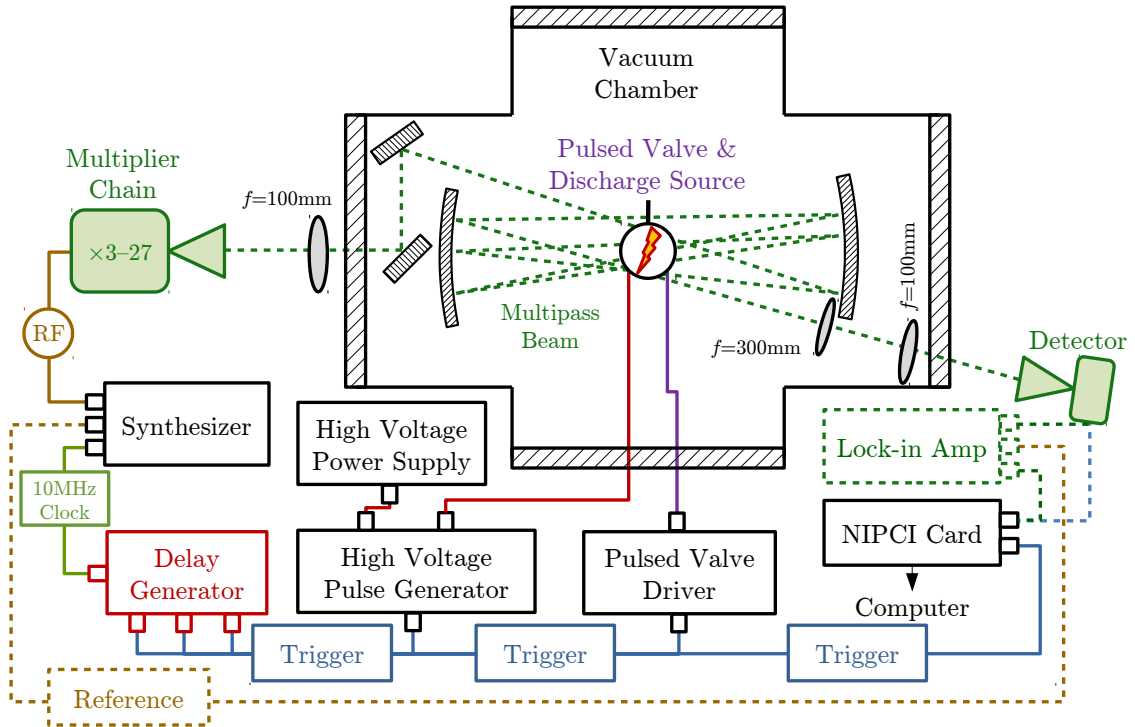 Vacuum
Chamber
Pulsed Valve &
Discharge Source
Multiplier
Chain
×3–27
f=100mm
f=100mm
Multipass
Beam
f=300mm
Detector
RF
Synthesizer
High Voltage
Power Supply
Lock-in Amp
10MHz
Clock
Delay
Generator
High Voltage
Pulse Generator
Pulsed Valve
Driver
NIPCI Card
Computer
Trigger
Trigger
Trigger
Reference